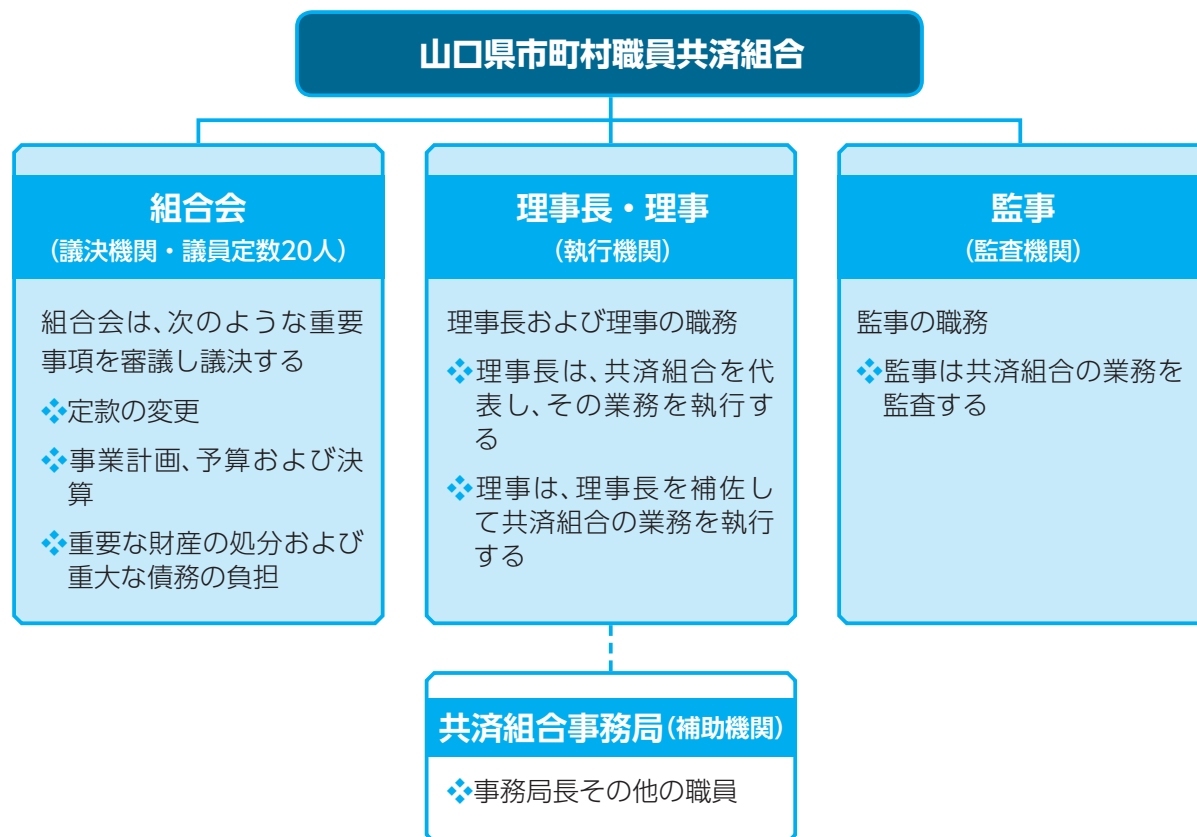 山口県市町村職員共済組合
組合会
(議決機関・議員定数20人)
組合会は、次のような重要
事項を審議し議決する
❖定款の変更
❖事業計画、予算および決
算
❖重要な財産の処分および
重大な債務の負担
理事長・理事
(執行機関)
理事長および理事の職務
❖理事長は、共済組合を代
表し、その業務を執行す
る
❖理事は、理事長を補佐し
て共済組合の業務を執行
する
監事
(監査機関)
監事の職務
❖監事は共済組合の業務を
監査する
共済組合事務局(補助機関)
❖事務局長その他の職員